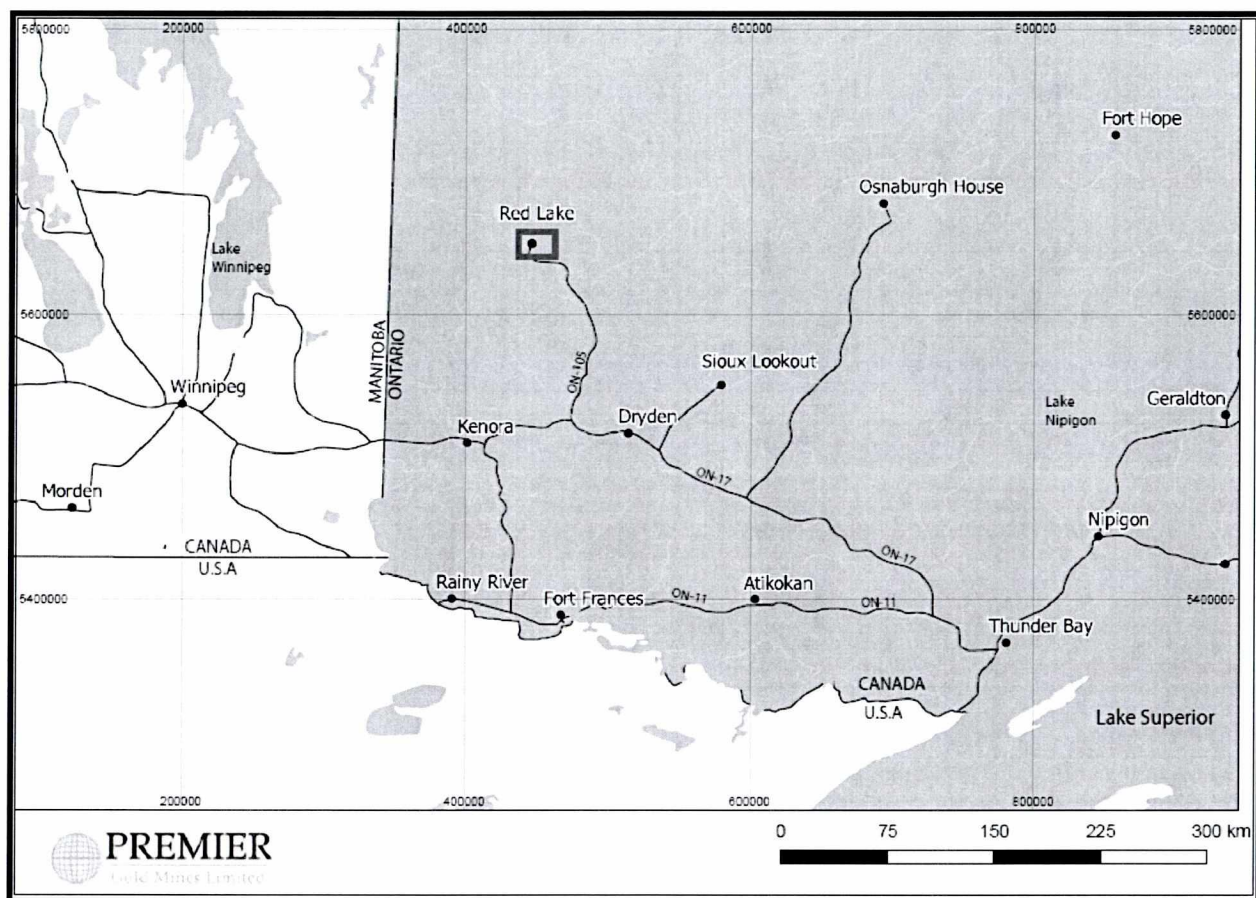 5800000 200000 400000 600000 800000 5800000
Fort Hope
Osnaburgh House
Red Lake
Lake
Winnipeg
5600000 5600000
MANITOBA
ONTARIO
ON-105
Sioux Lookout
Winnipeg
Lake
Nipigon
Geraldton
Kenora
Dryden
ON-17
Morden
Nipigon
CANADA
U.S.A
ON-17
Rainy River
Atikokan
Fort Frances
ON-11
ON-11
5400000 5400000
Thunder Bay
CANADA
U.S.A
Lake Superior
200000 400000 600000 800000
PREMIER
Gold Mines Limited
0 75 150 225 300 km